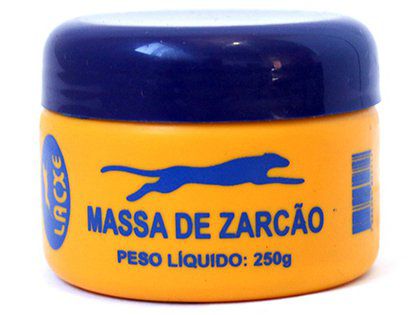 LACXE
MASSA DE ZARCÃO
PESO LÍQUIDO: 250g